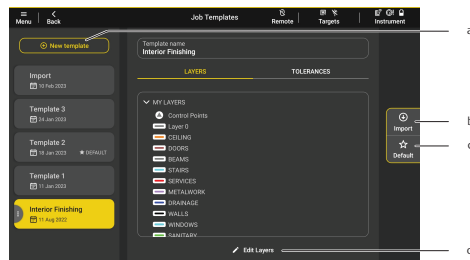 Menu
Back
Job Templates
Remote
Targets
Instrument
New template
Import
10 Feb 2023
Template 3
24 Jan 2023
Template 2
18 Jan 2023
DEFAULT
Template 1
11 Jan 2023
Interior Finishing
11 Aug 2022
Template name
Interior Finishing
LAYERS
TOLERANCES
MY LAYERS
Control Points
Layer 0
CEILING
DOORS
BEAMS
STAIRS
SERVICES
METALWORK
DRAINAGE
WALLS
WINDOWS
SANITARY
Edit Layers
Import
Default